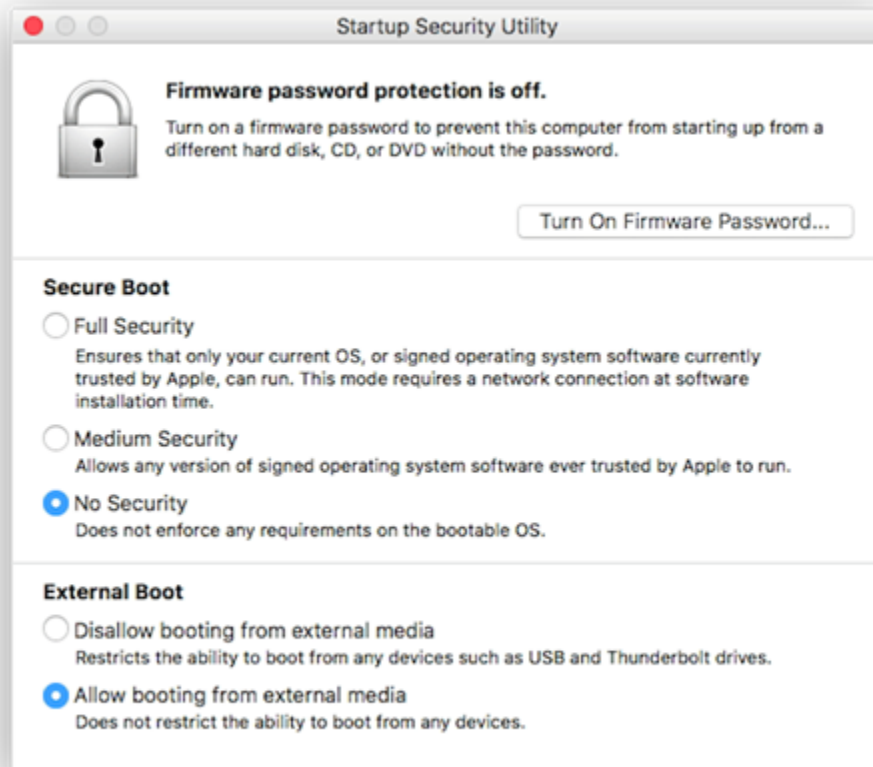 Startup Security Utility
Firmware password protection is off.
Turn on a firmware password to prevent this computer from starting up from a
different hard disk, CD, or DVD without the password.
Turn On Firmware Password...
Secure Boot
Full Security
Ensures that only your current OS, or signed operating system software currently
trusted by Apple, can run. This mode requires a network connection at software
installation time.
Medium Security
Allows any version of signed operating system software ever trusted by Apple to run.
No Security
Does not enforce any requirements on the bootable OS.
External Boot
Disallow booting from external media
Restricts the ability to boot from any devices such as USB and Thunderbolt drives.
Allow booting from external media
Does not restrict the ability to boot from any devices.